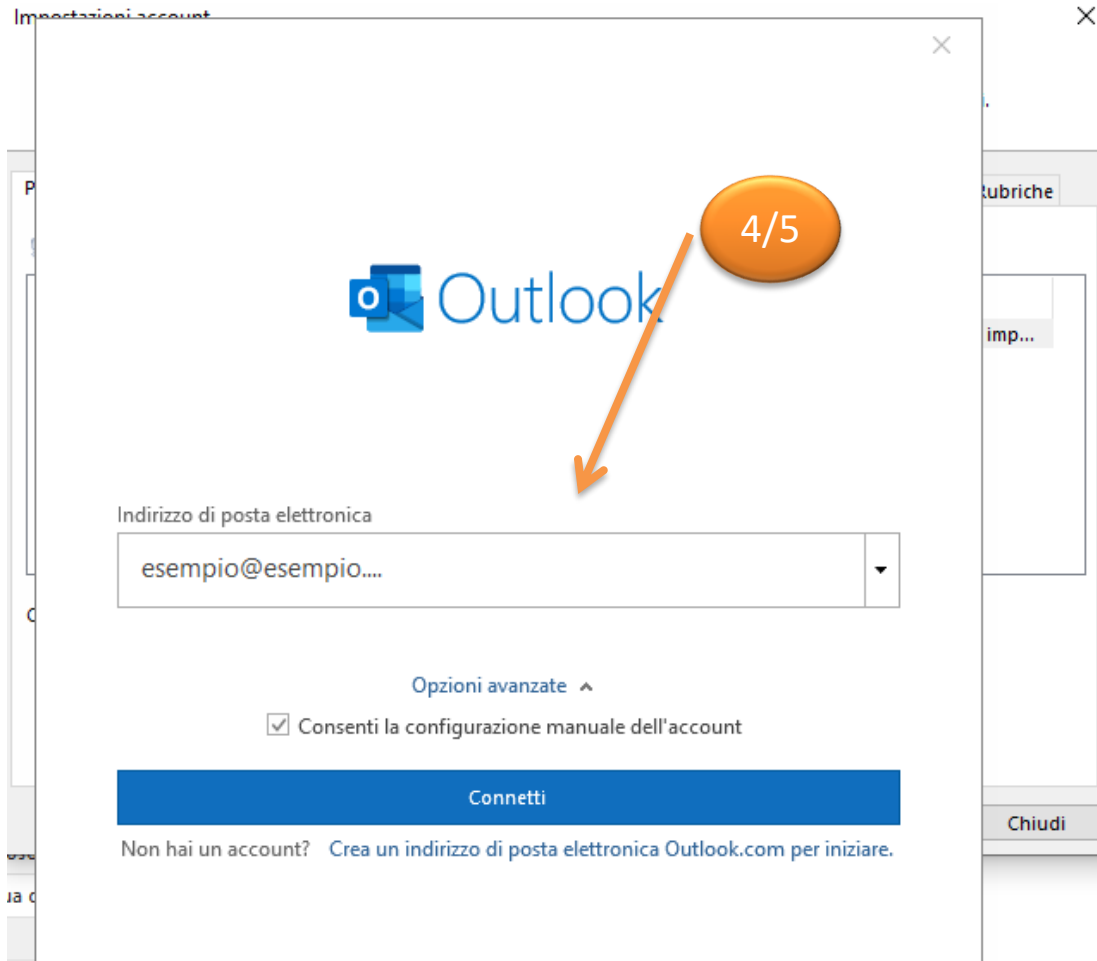 Impostazioni account
Rubriche
4/5
Outlook
imp...
Indirizzo di posta elettronica
esempio@esempio....
Opzioni avanzate
Consenti la configurazione manuale dell'account
Connetti
Chiudi
Non hai un account? Crea un indirizzo di posta elettronica Outlook.com per iniziare.